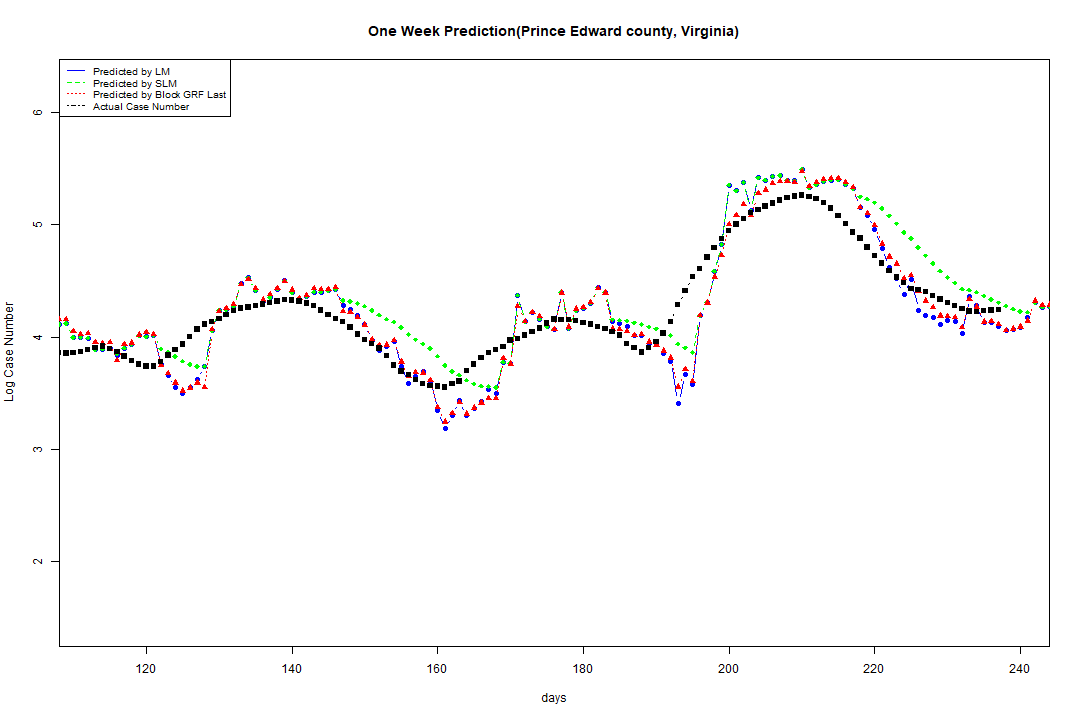 One Week Prediction(Prince Edward county, Virginia)
Predicted by LM
Predicted by SLM
Predicted by Block GRF Last
Actual Case Number
6
5
4
3
2
Log Case Number
120 140 160 180 200 220 240
days